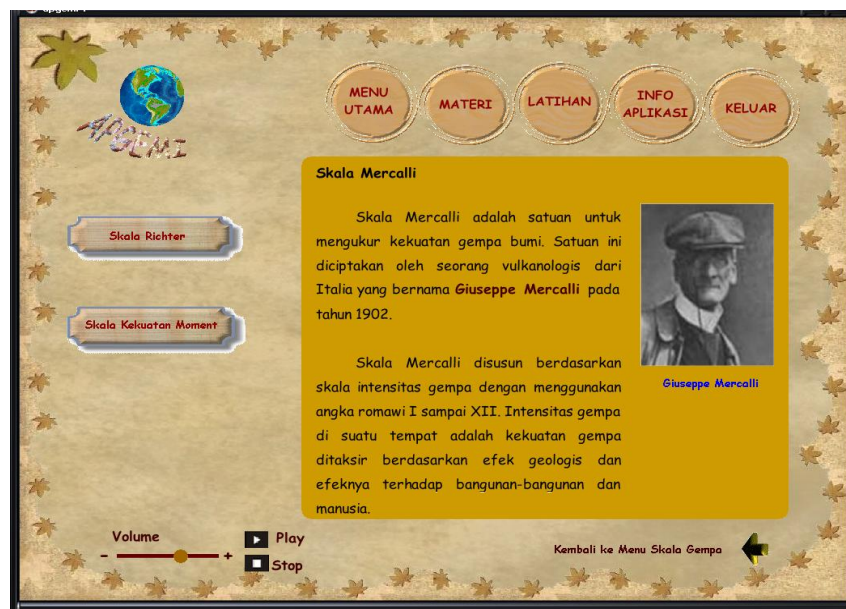 APGEMI
MENU
UTAMA
MATERI
LATIHAN
INFO
APLIKASI
KELUAR
Skala Richter
Skala Kekuatan Moment
Skala Mercalli
Skala Mercalli adalah satuan untuk
mengukur kekuatan gempa bumi. Satuan ini
diciptakan oleh seorang vulkanologis dari
Italia yang bernama Giuseppe Mercalli pada
tahun 1902.
Skala Mercalli disusun berdasarkan
skala intensitas gempa dengan menggunakan
angka romawi I sampai XII. Intensitas gempa
di suatu tempat adalah kekuatan gempa
ditaksir berdasarkan efek geologis dan
efeknya terhadap bangunan-bangunan dan
manusia.
Giuseppe Mercalli
Volume
- +
Play
Stop
Kembali ke Menu Skala Gempa